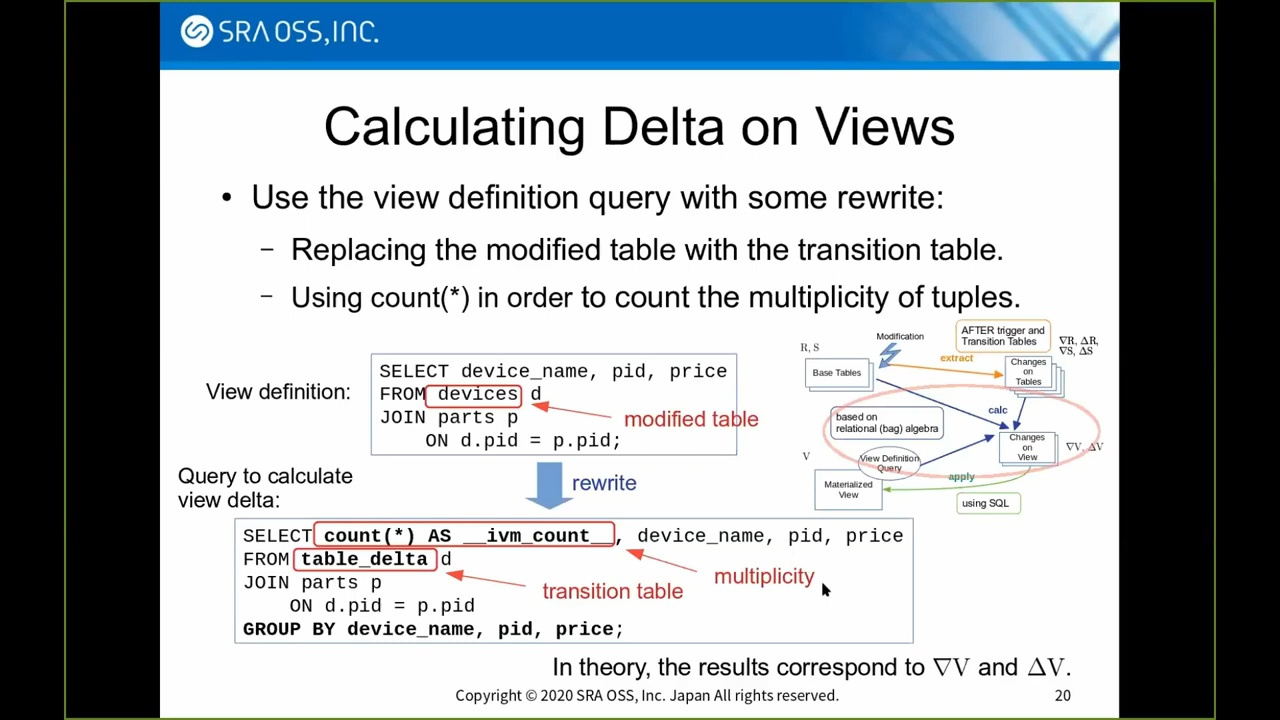 SRA OSS, INC.
Calculating Delta on Views
• Use the view definition query with some rewrite:
– Replacing the modified table with the transition table.
– Using count(*) in order to count the multiplicity of tuples.
View definition:
SELECT device_name, pid, price
FROM devices d
JOIN parts p
ON d.pid = p.pid;
modified table
rewrite
Query to calculate
view delta:
SELECT count(*) AS __ivm_count__, device_name, pid, price
FROM table_delta d
JOIN parts p
ON d.pid = p.pid
GROUP BY device_name, pid, price;
multiplicity
transition table
R, S
Modification
Base Tables
extract
AFTER trigger and
Transition Tables
∇R, ΔR,
∇S, ΔS
Changes
on
Tables
calc
based on
relational (bag) algebra
Changes
on
View
∇V, ΔV
V
View Definition
Query
Materialized
View
apply
using SQL
In theory, the results correspond to ∇V and ΔV.
Copyright © 2020 SRA OSS, Inc. Japan All rights reserved.
20